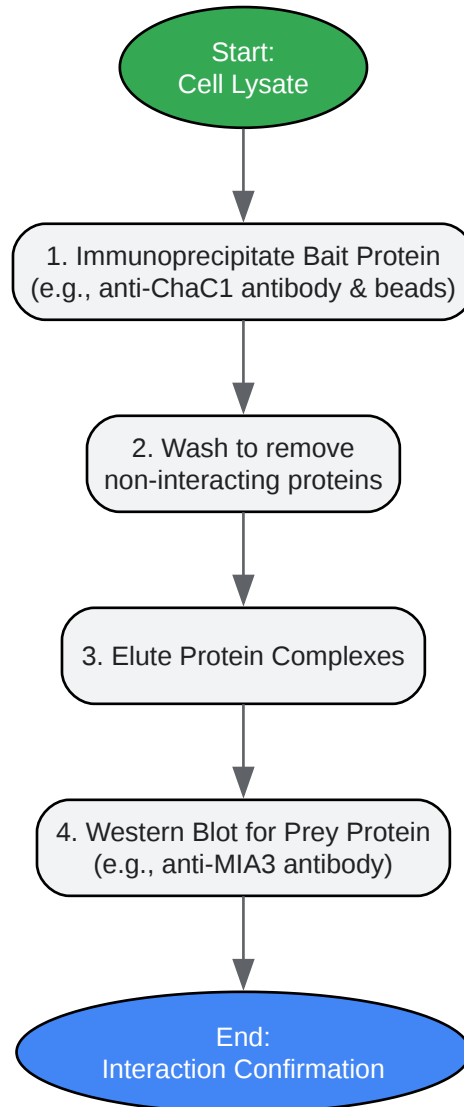 Start:
Cell Lysate
1. Immunoprecipitate Bait Protein
(e.g., anti-ChaC1 antibody & beads)
2. Wash to remove
non-interacting proteins
3. Elute Protein Complexes
4. Western Blot for Prey Protein
(e.g., anti-MIA3 antibody)
End:
Interaction Confirmation